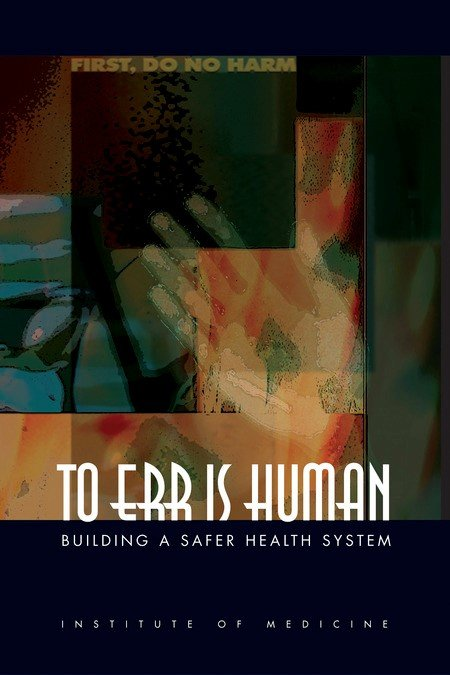 FIRST, DO NO HARM
TO ERR IS HUMAN
BUILDING A SAFER HEALTH SYSTEM
INSTITUTE OF MEDICINE